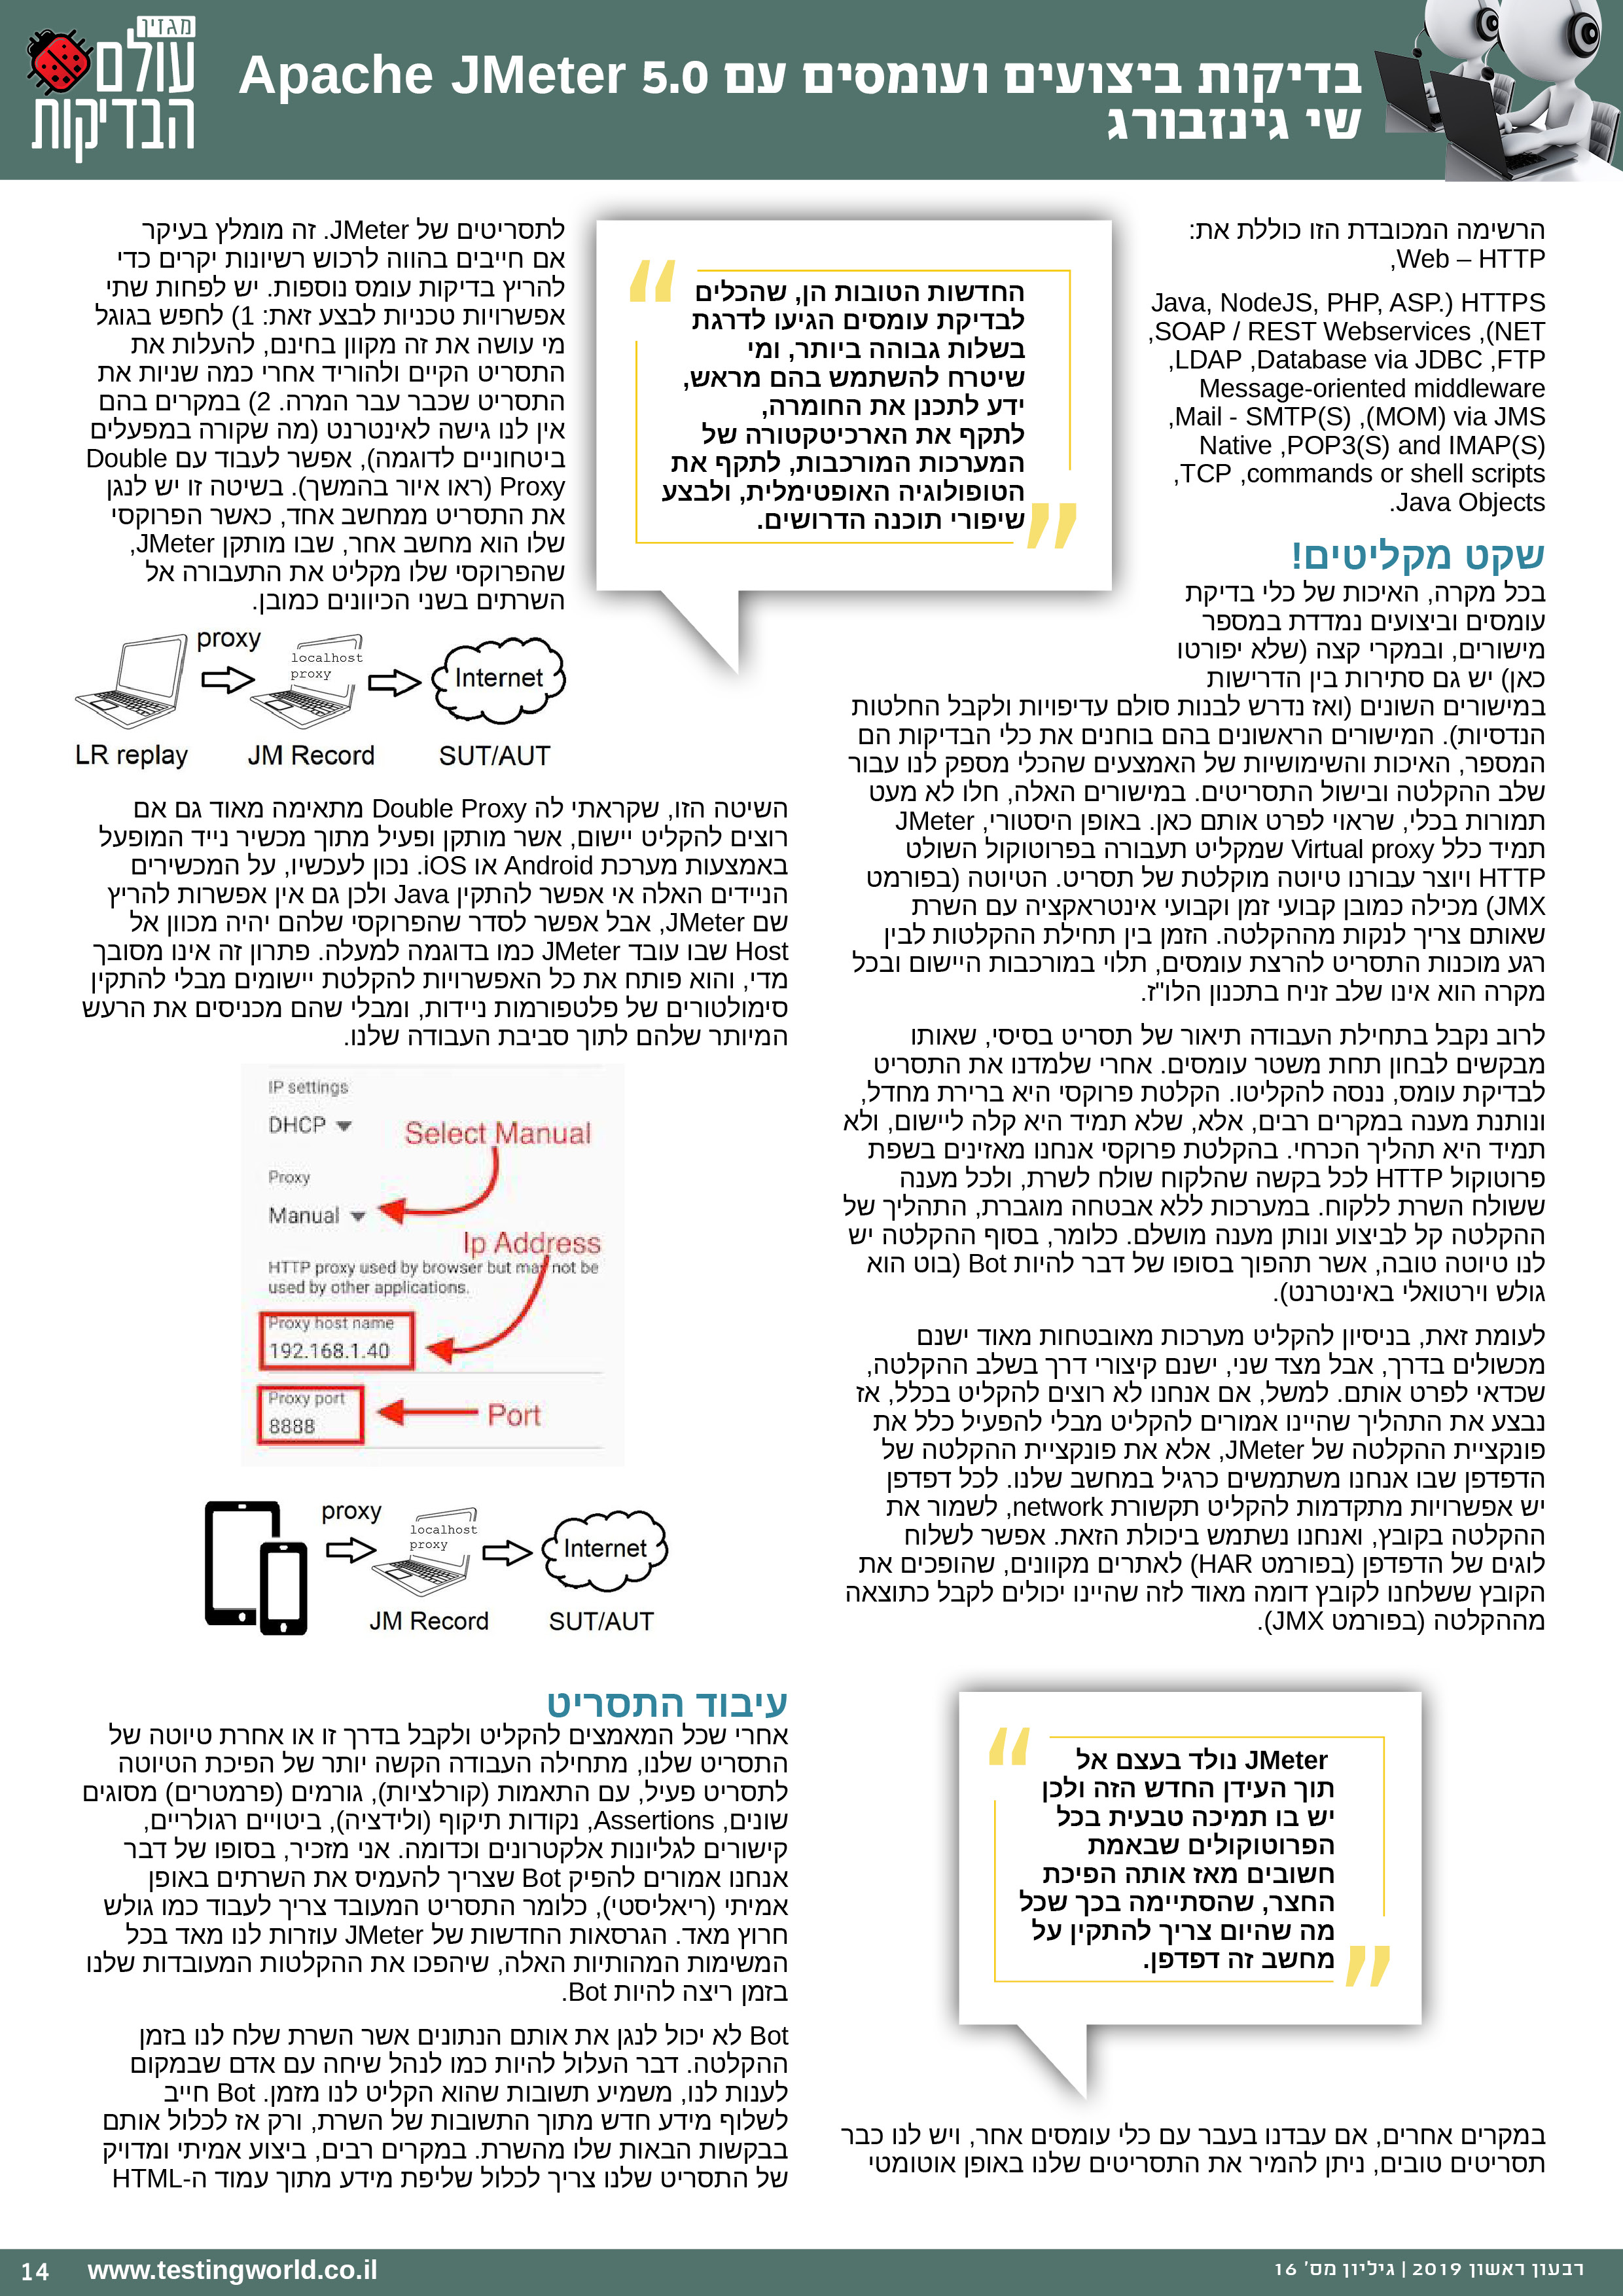 מגזין
עולם
הבדיקות
בדיקות ביצועים ועומסים עם Apache JMeter 5.0
שי גינזבורג
הרשימה המכובדת הזו כוללת את:
Web – HTTP,
Java, NodeJS, PHP, ASP.) HTTPS
NET), SOAP / REST Webservices,
FTP, Database via JDBC, LDAP,
Message-oriented middleware
(MOM) via JMS, Mail - SMTP(S),
POP3(S) and IMAP(S), Native
commands or shell scripts, TCP,
Java Objects.
שקט מקליטים!
בכל מקרה, האיכות של כלי בדיקת
עומסים וביצועים נמדדת במספר
מישורים, ובמקרי קצה (שלא יפורטו
כאן) יש גם סתירות בין הדרישות
במישורים השונים (ואז נדרש לבנות סולם עדיפויות ולקבל החלטות
הנדסיות). המישורים הראשונים בהם בוחנים את כלי הבדיקות הם
המספר, האיכות והשימושיות של האמצעים שהכלי מספק לנו עבור
שלב ההקלטה ובישול התסריטים. במישורים האלה, חלו לא מעט
תמורות בכלי, שראוי לפרט אותם כאן. באופן היסטורי, JMeter
תמיד כלל Virtual proxy שמקליט תעבורה בפרוטוקול השולט
HTTP ויוצר עבורנו טיוטה מוקלטת של תסריט. הטיוטה (בפורמט
JMX) מכילה כמובן קבועי זמן וקבועי אינטראקציה עם השרת
שאותם צריך לנקות מההקלטה. הזמן בין תחילת ההקלטות לבין
רגע מוכנות התסריט להרצת עומסים, תלוי במורכבות היישום ובכל
מקרה הוא אינו שלב זניח בתכנון הלו"ז.
לרוב נקבל בתחילת העבודה תיאור של תסריט בסיסי, שאותו
מבקשים לבחון תחת משטר עומסים. אחרי שלמדנו את התסריט
לבדיקת עומס, ננסה להקליטו. הקלטת פרוקסי היא ברירת מחדל,
ונותנת מענה במקרים רבים, אלא, שלא תמיד היא קלה ליישום, ולא
תמיד היא תהליך הכרחי. בהקלטת פרוקסי אנחנו מאזינים בשפת
פרוטוקול HTTP לכל בקשה שהלקוח שולח לשרת, ולכל מענה
ששולח השרת ללקוח. במערכות ללא אבטחה מוגברת, התהליך של
ההקלטה קל לביצוע ונותן מענה מושלם. כלומר, בסוף ההקלטה יש
לנו טיוטה טובה, אשר תהפוך בסופו של דבר להיות Bot (בוט הוא
גולש וירטואלי באינטרנט).
לעומת זאת, בניסיון להקליט מערכות מאובטחות מאוד ישנם
מכשולים בדרך, אבל מצד שני, ישנם קיצורי דרך בשלב ההקלטה,
שכדאי לפרט אותם. למשל, אם אנחנו לא רוצים להקליט בכלל, אז
נבצע את התהליך שהיינו אמורים להקליט מבלי להפעיל כלל את
פונקציית ההקלטה של JMeter, אלא את פונקציית ההקלטה של
הדפדפן שבו אנחנו משתמשים כרגיל במחשב שלנו. לכל דפדפן
יש אפשרויות מתקדמות להקליט תקשורת network, לשמור את
ההקלטה בקובץ, ואנחנו נשתמש ביכולת הזאת. אפשר לשלוח
לוגים של הדפדפן (בפורמט HAR) לאתרים מקוונים, שהופכים את
הקובץ ששלחנו לקובץ דומה מאוד לזה שהיינו יכולים לקבל כתוצאה
מההקלטה (בפורמט JMX).
“
JMeter נולד בעצם אל
תוך העידן החדש הזה ולכן
יש בו תמיכה טבעית בכל
הפרוטוקולים שבאמת
חשובים מאז אותה הפיכת
החצר, שהסתיימה בכך שכל
מה שהיום צריך להתקין על
מחשב זה דפדפן.
”
במקרים אחרים, אם עבדנו בעבר עם כלי עומסים אחר, ויש לנו כבר
תסריטים טובים, ניתן להמיר את התסריטים שלנו באופן אוטומטי
“
החדשות הטובות הן, שהכלים
לבדיקת עומסים הגיעו לדרגת
בשלות גבוהה ביותר, ומי
שיטרח להשתמש בהם מראש,
ידע לתכנן את החומרה,
לתקף את הארכיטקטורה של
המערכות המורכבות, לתקף את
הטופולוגיה האופטימלית, ולבצע
שיפורי תוכנה הדרושים.
”
לתסריטים של JMeter. זה מומלץ בעיקר
אם חייבים בהווה לרכוש רשיונות יקרים כדי
להריץ בדיקות עומס נוספות. יש לפחות שתי
אפשרויות טכניות לבצע זאת: 1) לחפש בגוגל
מי עושה את זה מקוון בחינם, להעלות את
התסריט הקיים ולהוריד אחרי כמה שניות את
התסריט שכבר עבר המרה. 2) במקרים בהם
אין לנו גישה לאינטרנט (מה שקורה במפעלים
ביטחוניים לדוגמה), אפשר לעבוד עם Double
Proxy (ראו איור בהמשך). בשיטה זו יש לנגן
את התסריט ממחשב אחד, כאשר הפרוקסי
שלו הוא מחשב אחר, שבו מותקן JMeter,
שהפרוקסי שלו מקליט את התעבורה אל
השרתים בשני הכיוונים כמובן.
proxy
localhost
proxy
Internet
LR replay
JM Record
SUT/AUT
השיטה הזו, שקראתי לה Double Proxy מתאימה מאוד גם אם
רוצים להקליט יישום, אשר מותקן ופעיל מתוך מכשיר נייד המופעל
באמצעות מערכת Android או iOS. נכון לעכשיו, על המכשירים
הניידים האלה אי אפשר להתקין Java ולכן גם אין אפשרות להריץ
שם JMeter, אבל אפשר לסדר שהפרוקסי שלהם יהיה מכוון אל
Host שבו עובד JMeter כמו בדוגמה למעלה. פתרון זה אינו מסובך
מדי, והוא פותח את כל האפשרויות להקלטת יישומים מבלי להתקין
סימולטורים של פלטפורמות ניידות, ומבלי שהם מכניסים את הרעש
המיותר שלהם לתוך סביבת העבודה שלנו.
IP settings
DHCP
Select Manual
Proxy
Manual
Ip Address
HTTP proxy used by browser but may not be
used by other applications.
Proxy host name
192.168.1.40
Proxy port
8888
Port
proxy
localhost
proxy
Internet
JM Record
SUT/AUT
עיבוד התסריט
אחרי שכל המאמצים להקליט ולקבל בדרך זו או אחרת טיוטה של
התסריט שלנו, מתחילה העבודה הקשה יותר של הפיכת הטיוטה
לתסריט פעיל, עם התאמות (קורלציות), גורמים (פרמטרים) מסוגים
שונים, Assertions, נקודות תיקוף (ולידציה), ביטויים רגולריים,
קישורים לגליונות אלקטרונים וכדומה. אני מזכיר, בסופו של דבר
אנחנו אמורים להפיק Bot שצריך להעמיס את השרתים באופן
אמיתי (ריאליסטי), כלומר התסריט המעובד צריך לעבוד כמו גולש
חרוץ מאד. הגרסאות החדשות של JMeter עוזרות לנו מאד בכל
המשימות המהותיות האלה, שיהפכו את ההקלטות המעובדות שלנו
בזמן ריצה להיות Bot.
Bot לא יכול לנגן את אותם הנתונים אשר השרת שלח לנו בזמן
ההקלטה. דבר העלול להיות כמו לנהל שיחה עם אדם שבמקום
לענות לנו, משמיע תשובות שהוא הקליט לנו מזמן. Bot חייב
לשלוף מידע חדש מתוך התשובות של השרת, ורק אז לכלול אותם
בבקשות הבאות שלו מהשרת. במקרים רבים, ביצוע אמיתי ומדויק
של התסריט שלנו צריך לכלול שליפת מידע מתוך עמוד ה-HTML
רבעון ראשון 2019 | גיליון מס' 16
www.testingworld.co.il
14